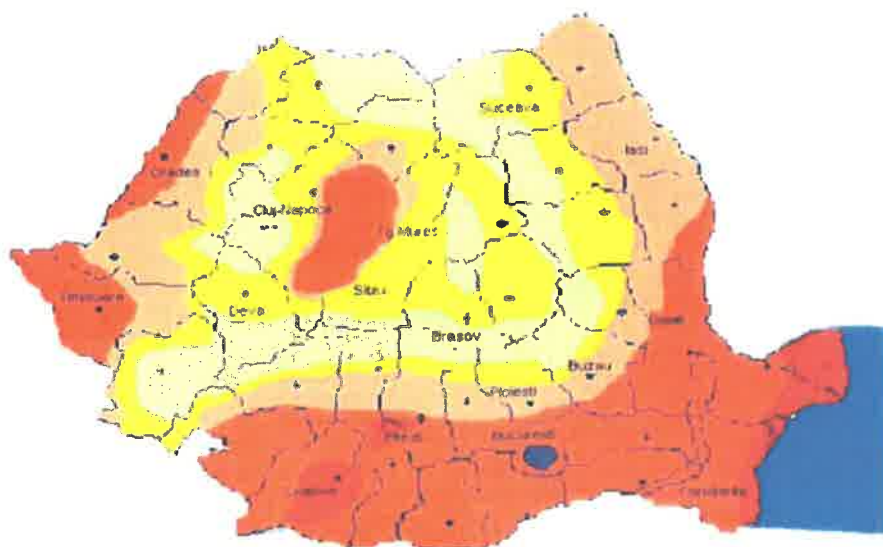 Suceava
Iasi
Oradea
Cluj-Napoca
Tg Mures
Timisoara
Sibiu
Deva
Galati
Brasov
Buzau
Ploiesti
Pitesti
Bucuresti
Craiova
Constanta